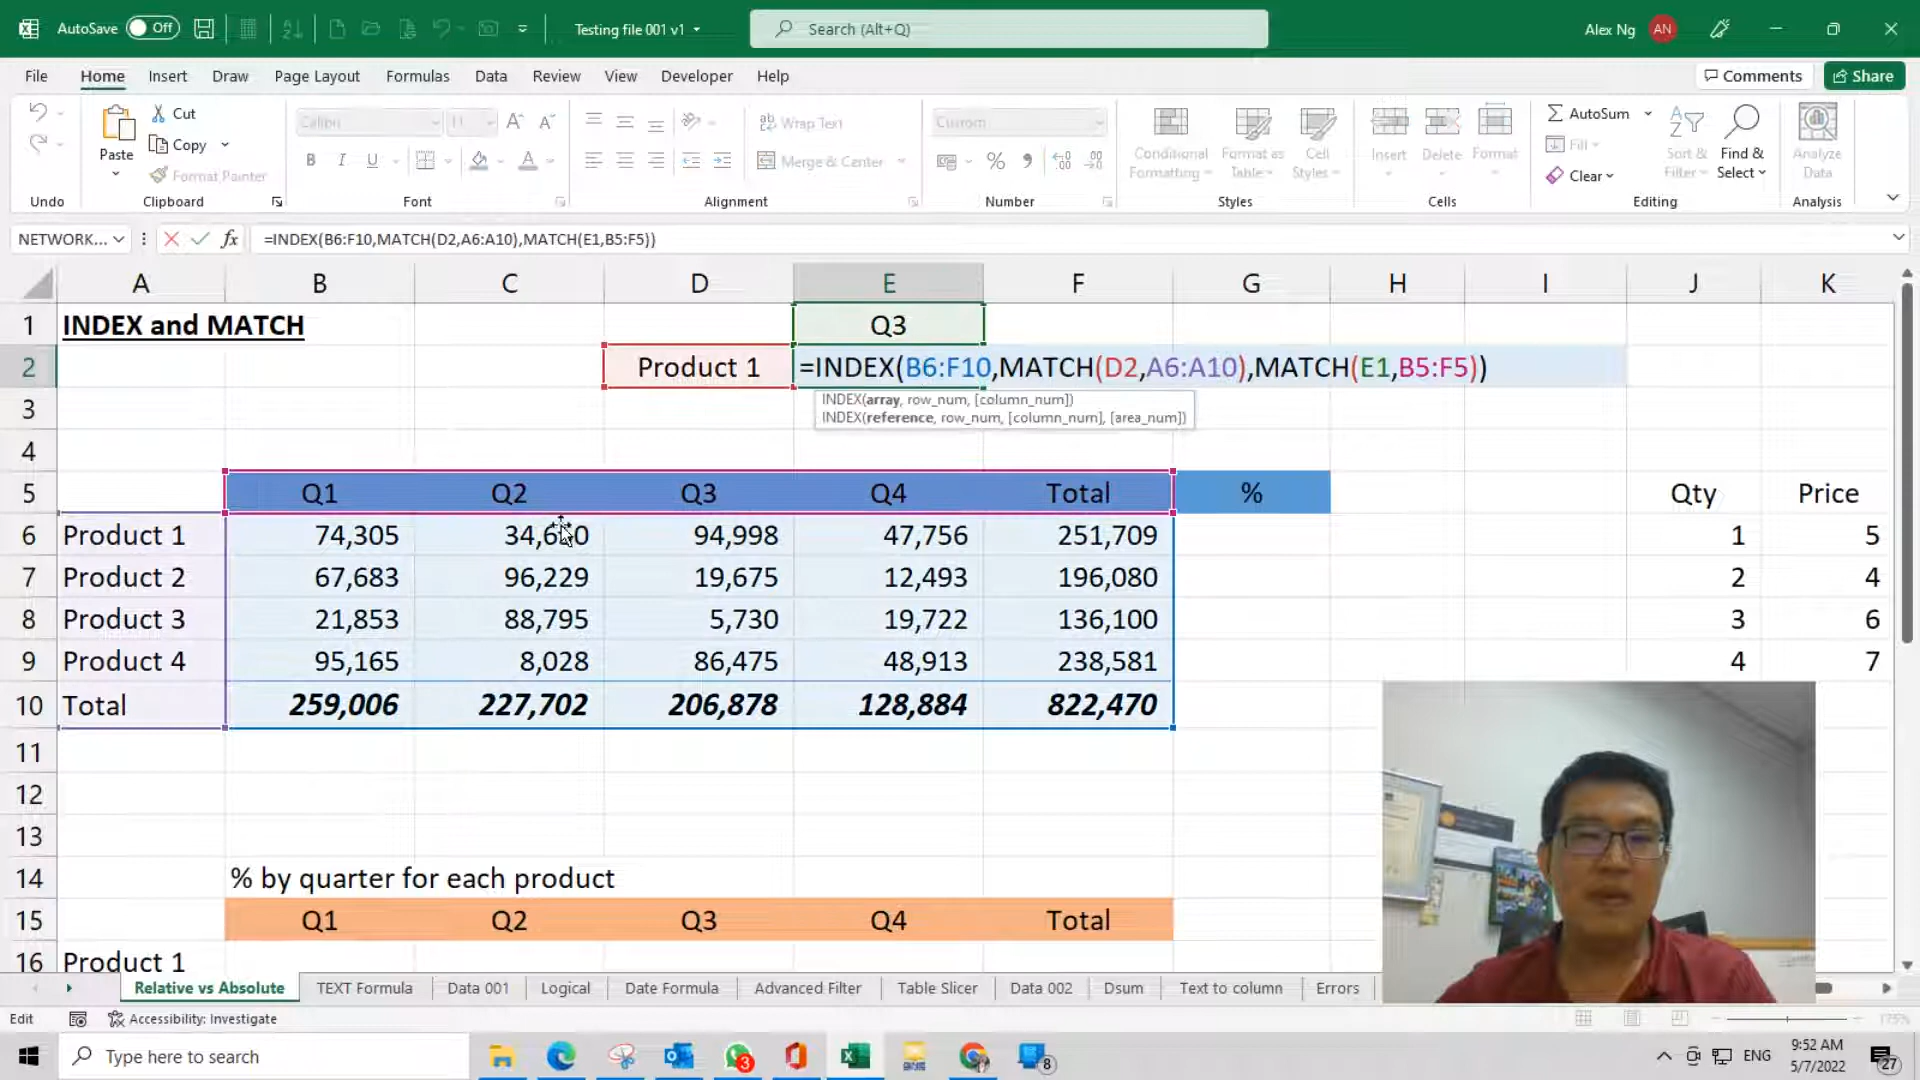 AutoSave Off Testing file 001 v1 Search (Alt+Q) Alex Ng AN
File Home Insert Draw Page Layout Formulas Data Review View Developer Help Comments Share
Paste Cut Copy Format Painter
Calibri 11
B I U
Wrap Text
Merge & Center
Custom
Conditional Formatting Format as Table Cell Styles
Insert Delete Format
AutoSum Fill Clear
Sort & Filter Find & Select
Analyze Data
Undo Clipboard Font Alignment Number Styles Cells Editing Analysis
NETWORK... fx =INDEX(B6:F10,MATCH(D2,A6:A10),MATCH(E1,B5:F5))
A B C D E F G H I J K
1 INDEX and MATCH Q3
2 Product 1 =INDEX(B6:F10,MATCH(D2,A6:A10),MATCH(E1,B5:F5))
INDEX(array, row_num, [column_num])
INDEX(reference, row_num, [column_num], [area_num])
3
4
5 Q1 Q2 Q3 Q4 Total % Qty Price
6 Product 1 74,305 94,998 47,756 251,709 1 5
7 Product 2 67,683 96,229 19,675 12,493 196,080 2 4
8 Product 3 21,853 88,795 5,730 19,722 136,100 3 6
9 Product 4 95,165 8,028 86,475 48,913 238,581 4 7
10 Total 259,006 227,702 206,878 128,884 822,470
11
12
13
14 % by quarter for each product
15 Q1 Q2 Q3 Q4 Total
16 Product 1
Relative vs Absolute TEXT Formula Data 001 Logical Date Formula Advanced Filter Table Slicer Data 002 Dsum Text to column Errors
Edit Accessibility: Investigate 175%
Type here to search 3 8 ENG 9:52 AM
5/7/2022 27